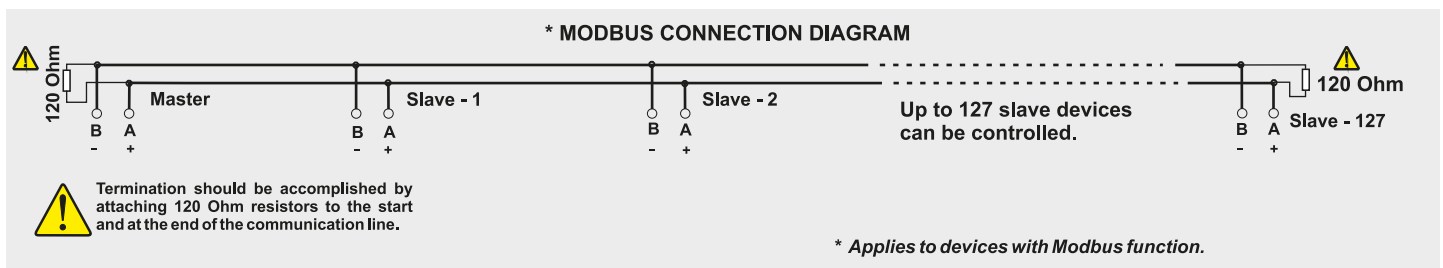 * MODBUS CONNECTION DIAGRAM
120 Ohm
Master
B A
- +
Slave - 1
B A
- +
Slave - 2
B A
- +
Up to 127 slave devices
can be controlled.
120 Ohm
Slave - 127
B A
- +
Termination should be accomplished by
attaching 120 Ohm resistors to the start
and at the end of the communication line.
* Applies to devices with Modbus function.